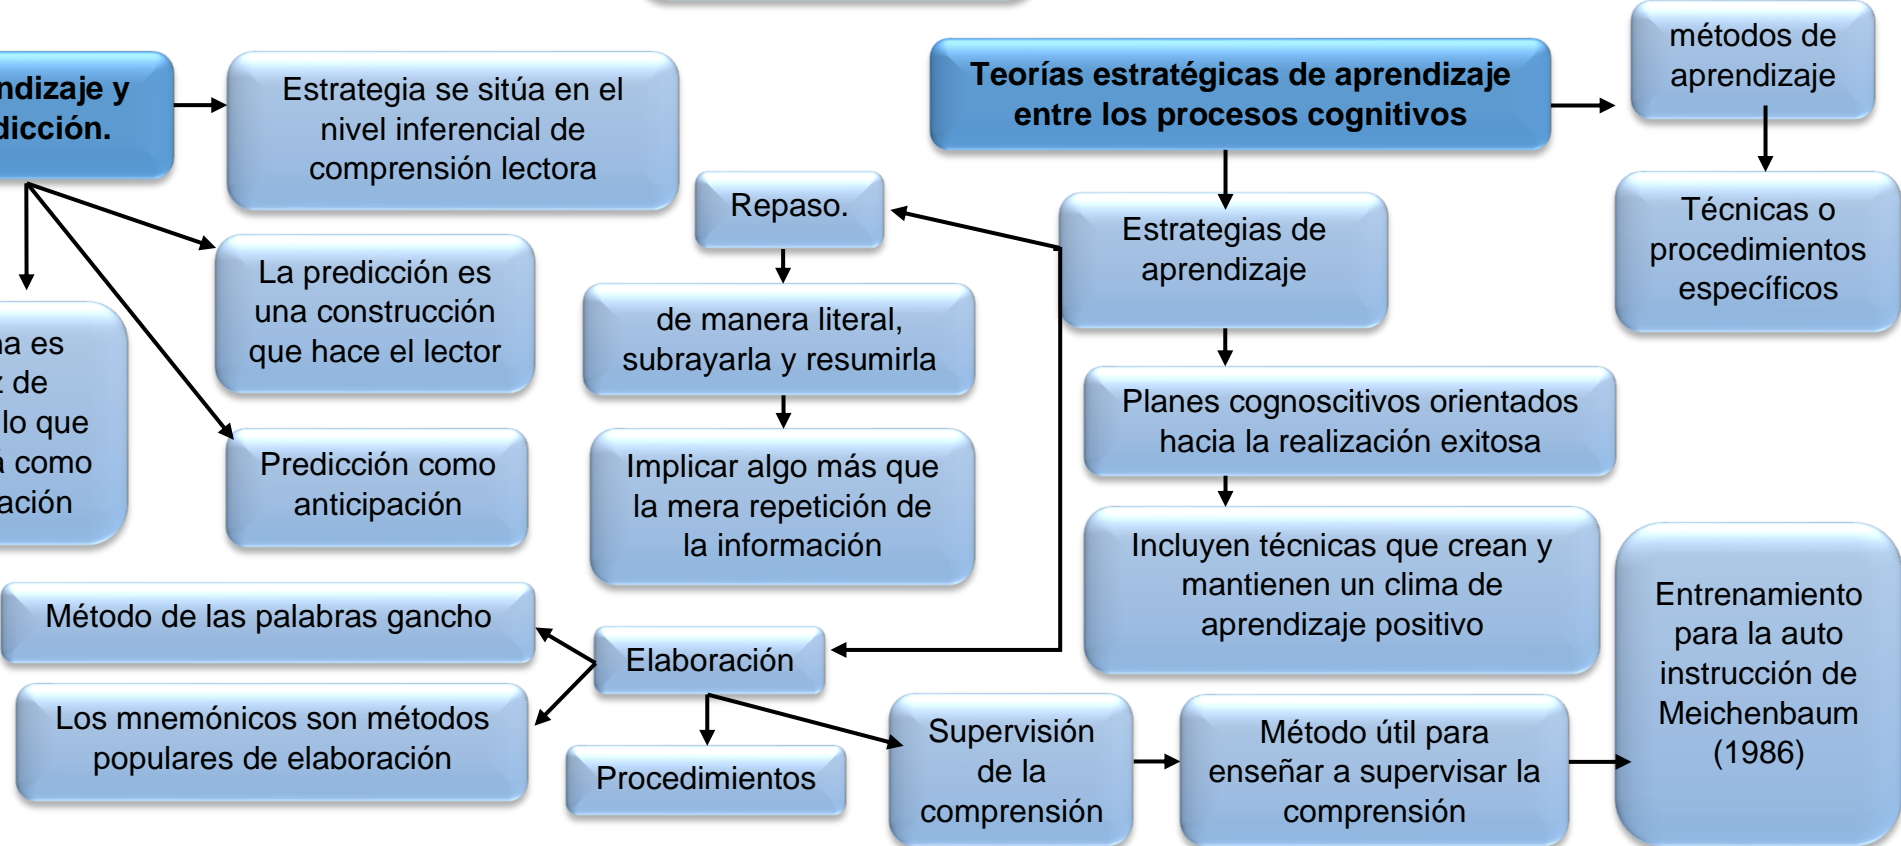 ndizaje y
dicción.
Estrategia se sitúa en el
nivel inferencial de
comprensión lectora
La predicción es
una construcción
que hace el lector
Predicción como
anticipación
na es
z de
lo que
á como
ación
Teorías estratégicas de aprendizaje
entre los procesos cognitivos
métodos de
aprendizaje
Técnicas o
procedimientos
específicos
Repaso.
de manera literal,
subrayarla y resumirla
Implicar algo más que
la mera repetición de
la información
Estrategias de
aprendizaje
Planes cognoscitivos orientados
hacia la realización exitosa
Incluyen técnicas que crean y
mantienen un clima de
aprendizaje positivo
Método de las palabras gancho
Los mnemónicos son métodos
populares de elaboración
Elaboración
Procedimientos
Supervisión
de la
comprensión
Método útil para
enseñar a supervisar la
comprensión
Entrenamiento
para la auto
instrucción de
Meichenbaum
(1986)